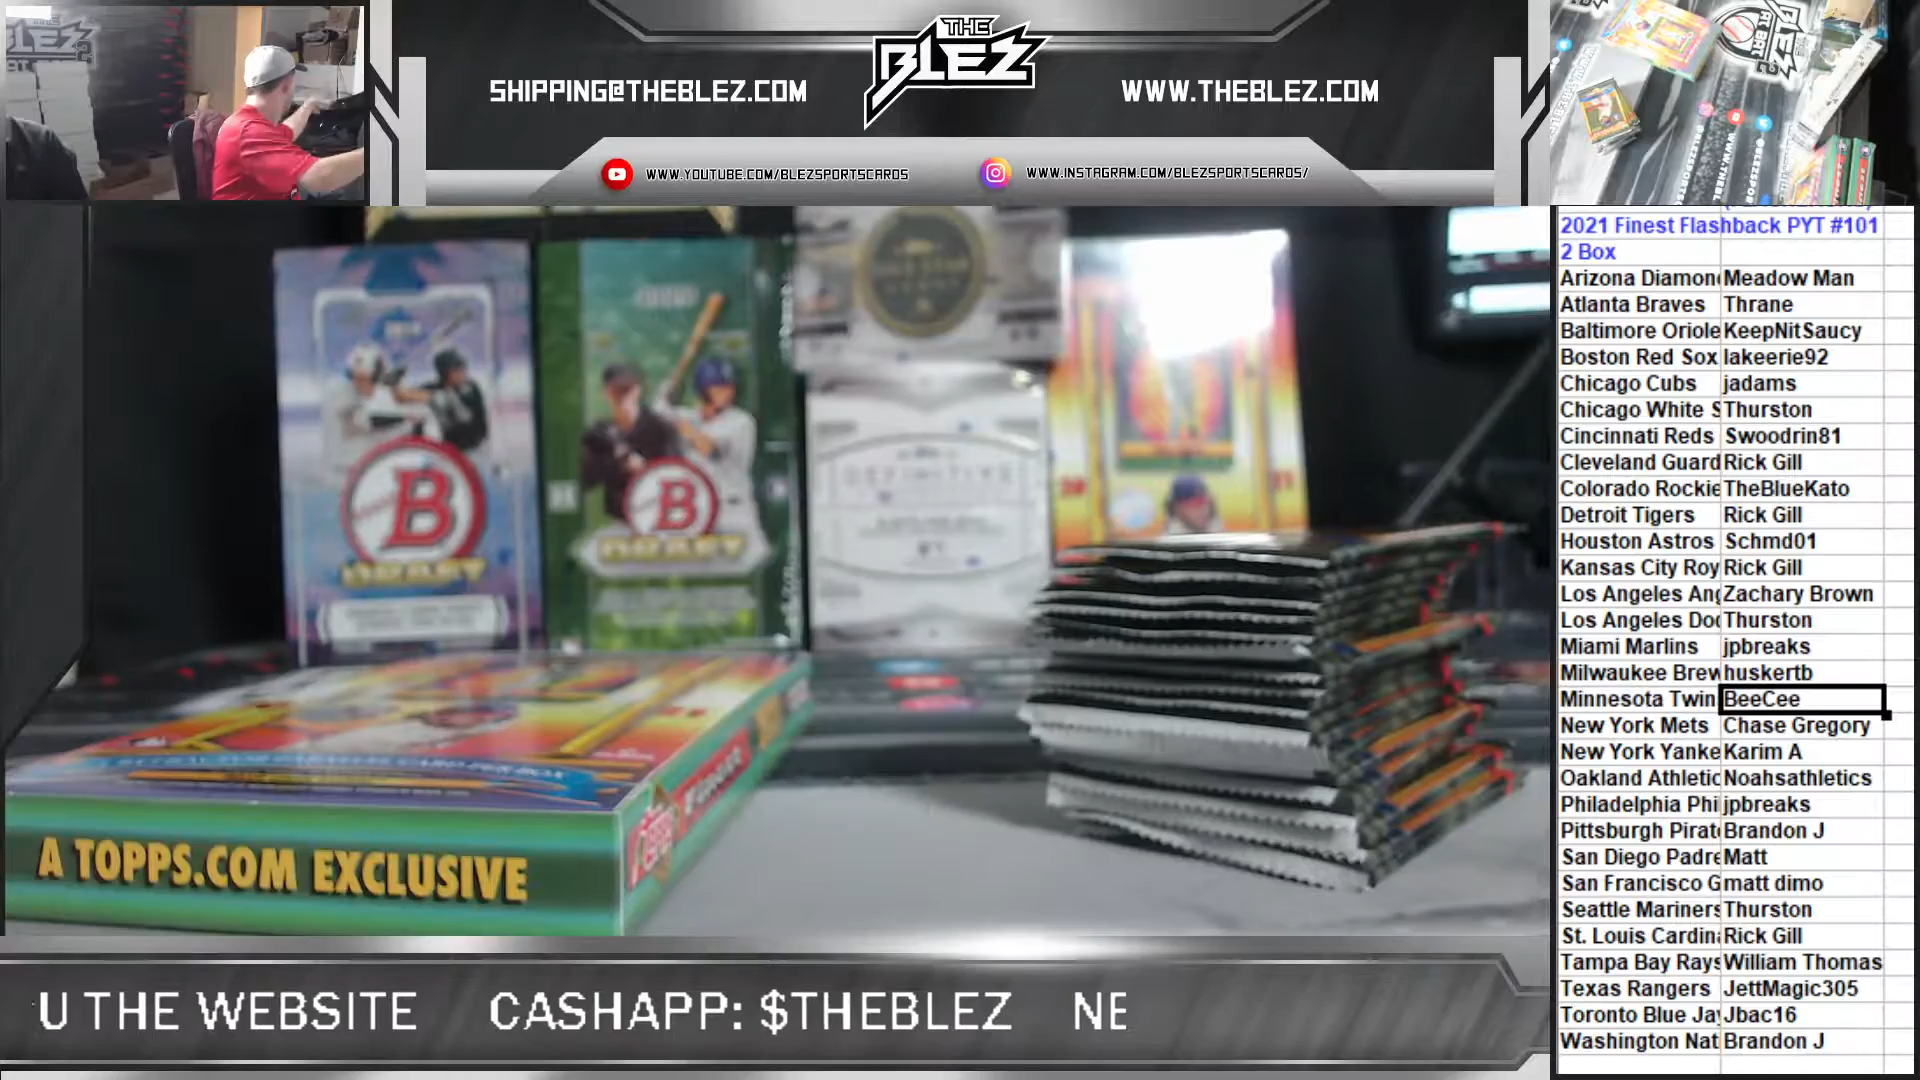 THE
BLEZ
SHIPPING@THEBLEZ.COM
WWW.THEBLEZ.COM
WWW.YOUTUBE.COM/BLEZSPORTSCARDS
WWW.INSTAGRAM.COM/BLEZSPORTSCARDS/
2021 Finest Flashback PYT #101
2 Box
Arizona Diamon Meadow Man
Atlanta Braves Thrane
Baltimore Oriole KeepNitSaucy
Boston Red Sox lakeerie92
Chicago Cubs jadams
Chicago White S Thurston
Cincinnati Reds Swoodrin81
Cleveland Guard Rick Gill
Colorado Rockie TheBlueKato
Detroit Tigers Rick Gill
Houston Astros Schmd01
Kansas City Roy Rick Gill
Los Angeles Ang Zachary Brown
Los Angeles Dod Thurston
Miami Marlins jpbreaks
Milwaukee Brew huskertb
Minnesota Twin BeeCee
New York Mets Chase Gregory
New York Yanke Karim A
Oakland Athletic Noahsathletics
Philadelphia Phi jpbreaks
Pittsburgh Pirate Brandon J
San Diego Padre Matt
San Francisco G matt dimo
Seattle Mariners Thurston
St. Louis Cardina Rick Gill
Tampa Bay Rays William Thomas
Texas Rangers JettMagic305
Toronto Blue Jay Jbac16
Washington Nat Brandon J
B
DRAFT
B
DRAFT
DEFINITIVE
A TOPPS.COM EXCLUSIVE
U THE WEBSITE CASHAPP: $THEBLEZ NE